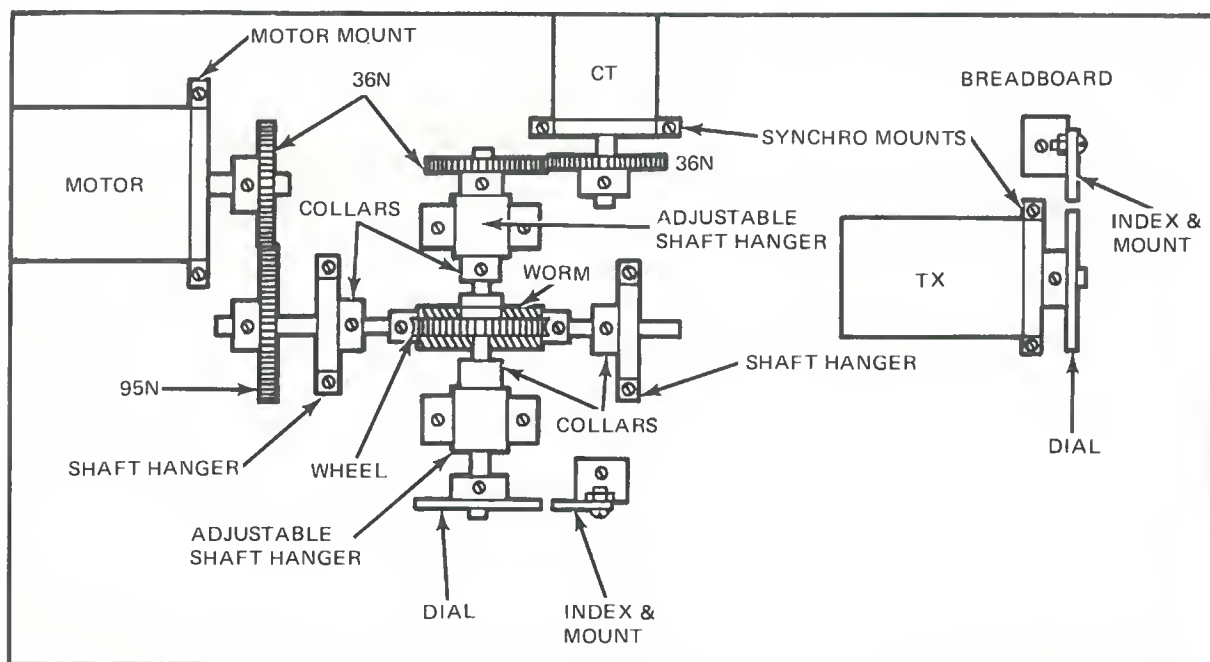 MOTOR MOUNT
36N
CT
BREADBOARD
SYNCHRO MOUNTS
MOTOR
36N
COLLARS
ADJUSTABLE
SHAFT HANGER
INDEX &
MOUNT
WORM
TX
SHAFT HANGER
95N
COLLARS
DIAL
SHAFT HANGER
WHEEL
ADJUSTABLE
SHAFT HANGER
DIAL
INDEX &
MOUNT